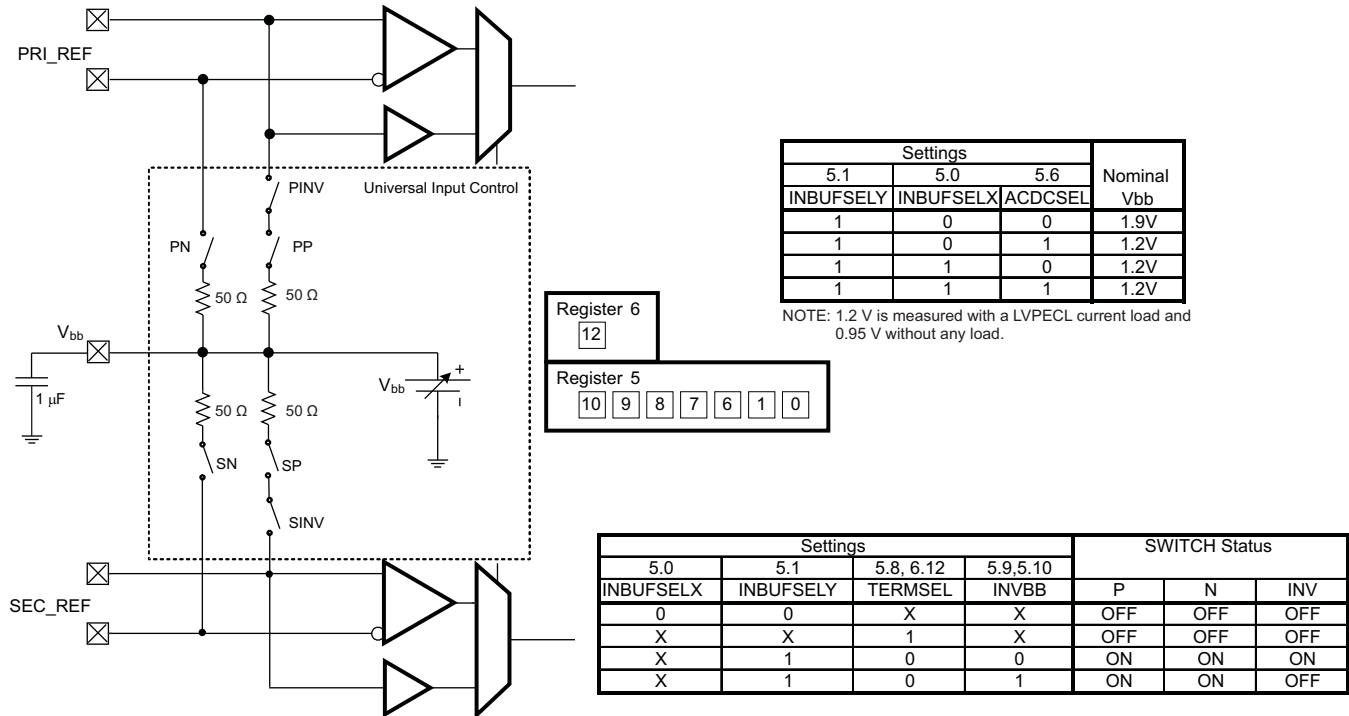 PRI_REF
Universal Input Control
PINV
PN
PP
50 Ω
50 Ω
Vbb
1 μF
Vbb
+
50 Ω
50 Ω
SN
SP
SINV
SEC_REF
Register 6
12
Register 5
10 9 8 7 6 1 0
Settings
5.1 5.0 5.6 Nominal
INBUFSELY INBUFSELX ACDCSEL Vbb
1 0 0 1.9V
1 0 1 1.2V
1 1 0 1.2V
1 1 1 1.2V
NOTE: 1.2 V is measured with a LVPECL current load and
0.95 V without any load.
Settings SWITCH Status
5.0 5.1 5.8, 6.12 5.9,5.10
INBUFSELX INBUFSELY TERMSEL INVBB P N INV
0 0 X X OFF OFF OFF
X X 1 X OFF OFF OFF
X 1 0 0 ON ON ON
X 1 0 1 ON ON OFF